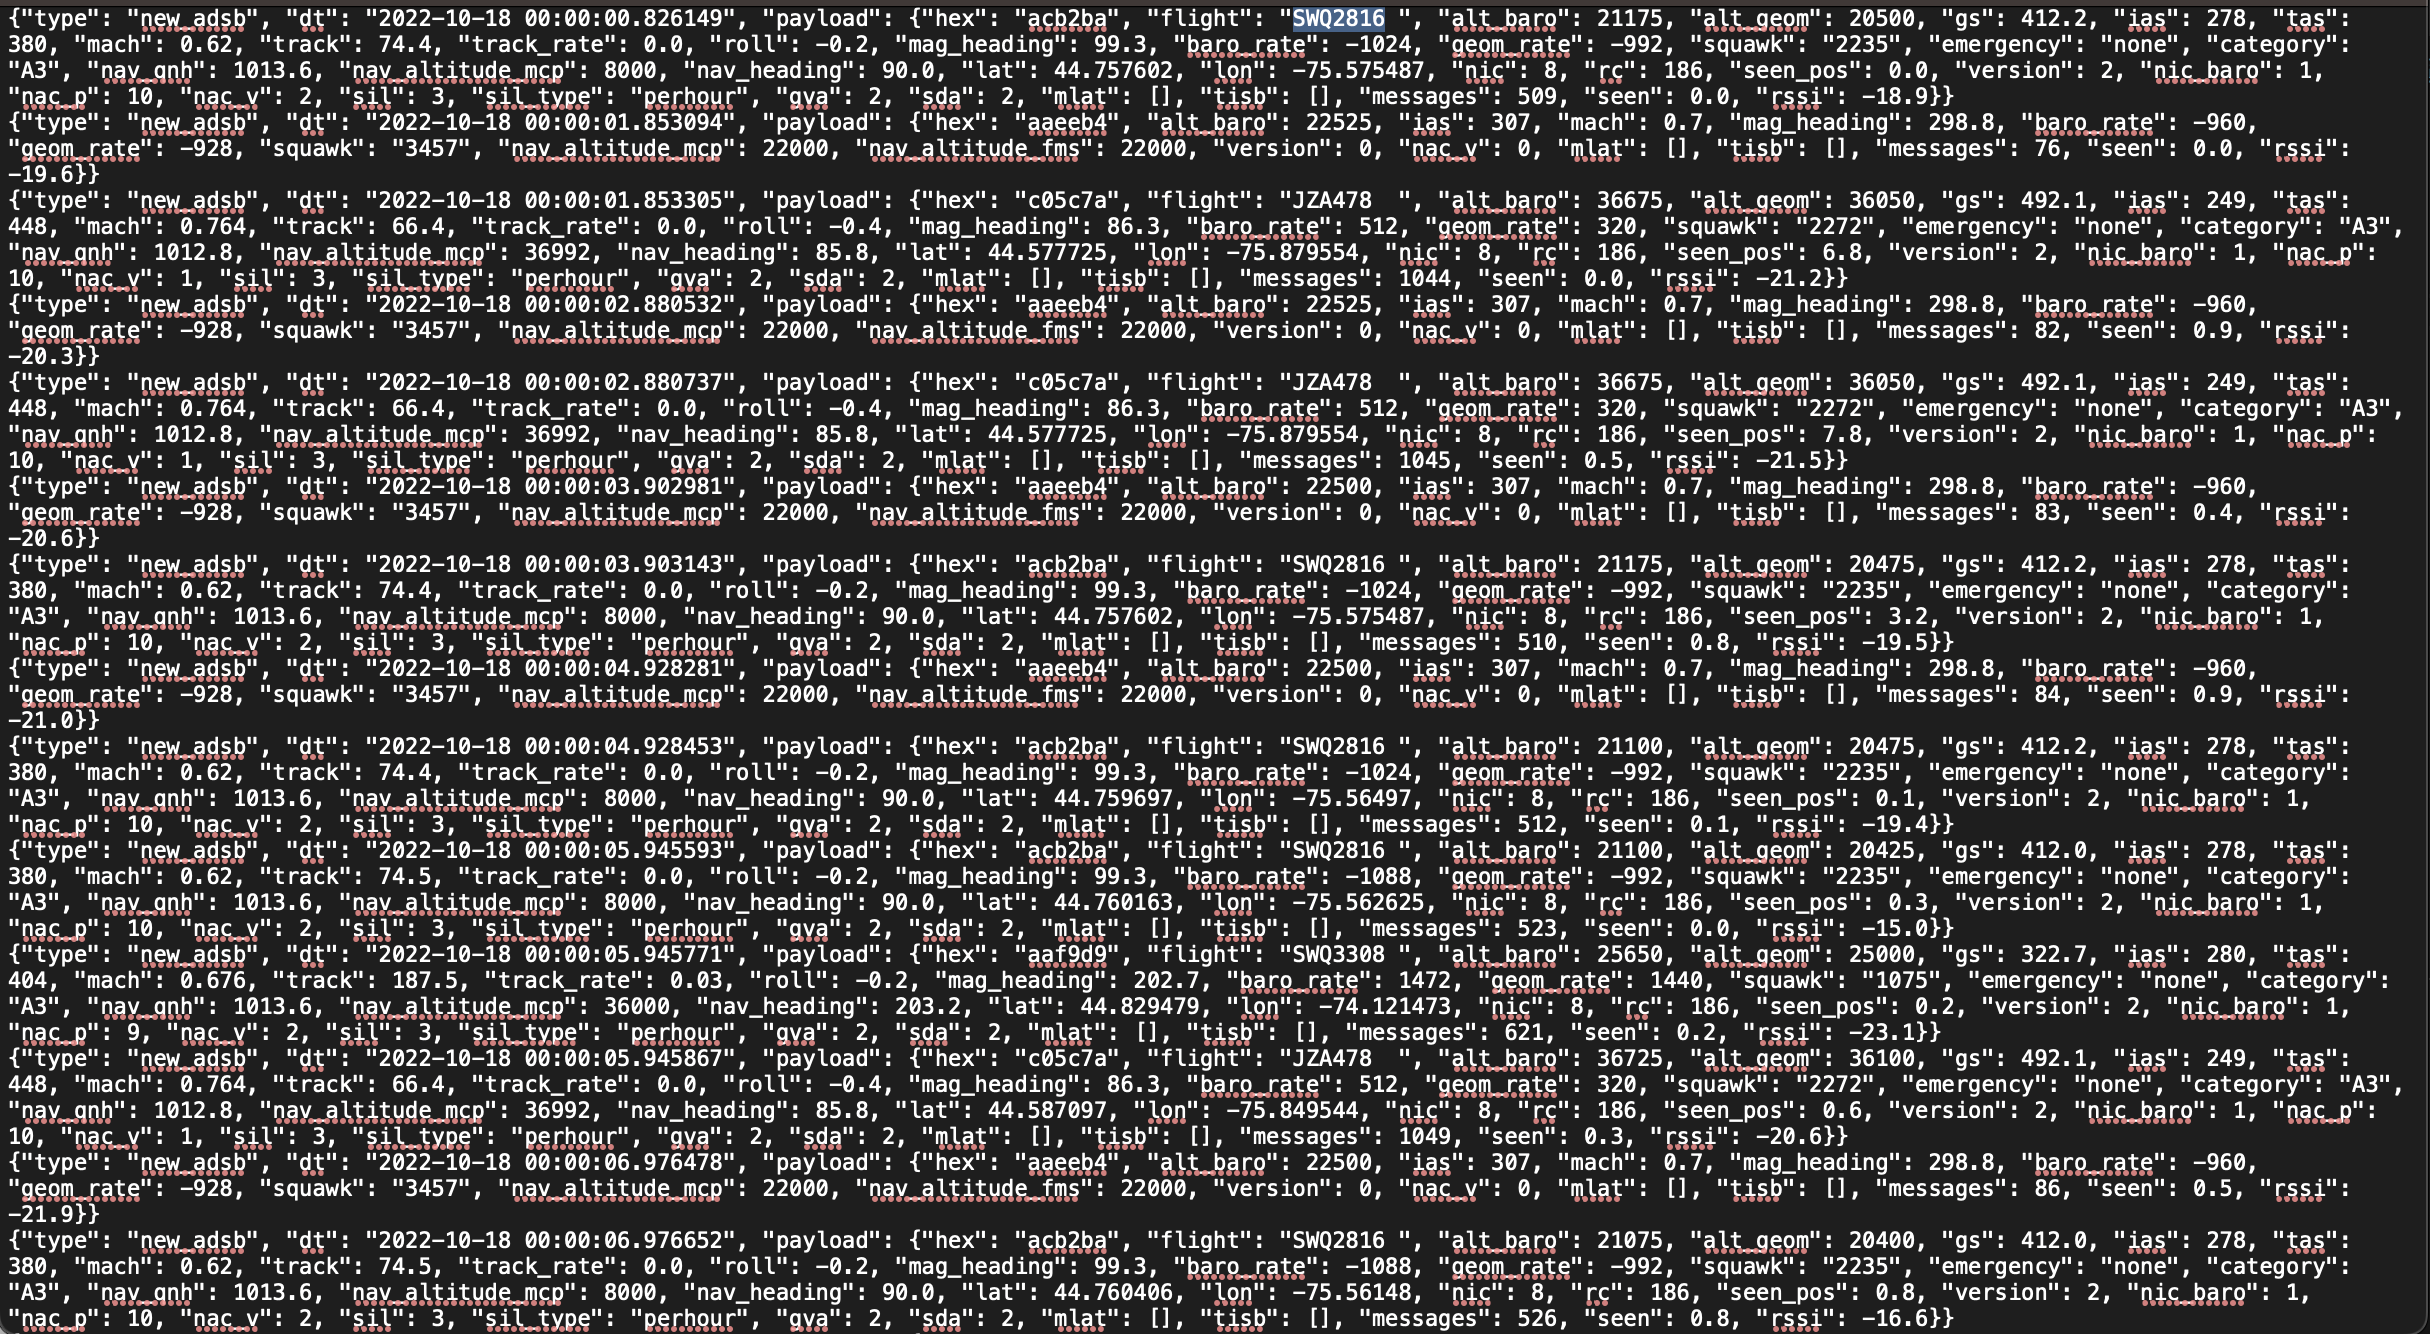 {"type": "new_adsb", "dt": "2022-10-18 00:00:00.826149", "payload": {"hex": "acb2ba", "flight": "SWQ2816 ", "alt_baro": 21175, "alt_geom": 20500, "gs": 412.2, "ias": 278, "tas":
380, "mach": 0.62, "track": 74.4, "track_rate": 0.0, "roll": -0.2, "mag_heading": 99.3, "baro_rate": -1024, "geom_rate": -992, "squawk": "2235", "emergency": "none", "category":
"A3", "nav_qnh": 1013.6, "nav_altitude_mcp": 8000, "nav_heading": 90.0, "lat": 44.757602, "lon": -75.575487, "nic": 8, "rc": 186, "seen_pos": 0.0, "version": 2, "nic_baro": 1,
"nac_p": 10, "nac_v": 2, "sil": 3, "sil_type": "perhour", "gva": 2, "sda": 2, "mlat": [], "tisb": [], "messages": 509, "seen": 0.0, "rssi": -18.9}}
{"type": "new_adsb", "dt": "2022-10-18 00:00:01.853094", "payload": {"hex": "aaeeb4", "alt_baro": 22525, "ias": 307, "mach": 0.7, "mag_heading": 298.8, "baro_rate": -960,
"geom_rate": -928, "squawk": "3457", "nav_altitude_mcp": 22000, "nav_altitude_fms": 22000, "version": 0, "nac_v": 0, "mlat": [], "tisb": [], "messages": 76, "seen": 0.0, "rssi":
-19.6}}
{"type": "new_adsb", "dt": "2022-10-18 00:00:01.853305", "payload": {"hex": "c05c7a", "flight": "JZA478  ", "alt_baro": 36675, "alt_geom": 36050, "gs": 492.1, "ias": 249, "tas":
448, "mach": 0.764, "track": 66.4, "track_rate": 0.0, "roll": -0.4, "mag_heading": 86.3, "baro_rate": 512, "geom_rate": 320, "squawk": "2272", "emergency": "none", "category": "A3",
"nav_qnh": 1012.8, "nav_altitude_mcp": 36992, "nav_heading": 85.8, "lat": 44.577725, "lon": -75.879554, "nic": 8, "rc": 186, "seen_pos": 6.8, "version": 2, "nic_baro": 1, "nac_p":
10, "nac_v": 1, "sil": 3, "sil_type": "perhour", "gva": 2, "sda": 2, "mlat": [], "tisb": [], "messages": 1044, "seen": 0.0, "rssi": -21.2}}
{"type": "new_adsb", "dt": "2022-10-18 00:00:02.880532", "payload": {"hex": "aaeeb4", "alt_baro": 22525, "ias": 307, "mach": 0.7, "mag_heading": 298.8, "baro_rate": -960,
"geom_rate": -928, "squawk": "3457", "nav_altitude_mcp": 22000, "nav_altitude_fms": 22000, "version": 0, "nac_v": 0, "mlat": [], "tisb": [], "messages": 82, "seen": 0.9, "rssi":
-20.3}}
{"type": "new_adsb", "dt": "2022-10-18 00:00:02.880737", "payload": {"hex": "c05c7a", "flight": "JZA478  ", "alt_baro": 36675, "alt_geom": 36050, "gs": 492.1, "ias": 249, "tas":
448, "mach": 0.764, "track": 66.4, "track_rate": 0.0, "roll": -0.4, "mag_heading": 86.3, "baro_rate": 512, "geom_rate": 320, "squawk": "2272", "emergency": "none", "category": "A3",
"nav_qnh": 1012.8, "nav_altitude_mcp": 36992, "nav_heading": 85.8, "lat": 44.577725, "lon": -75.879554, "nic": 8, "rc": 186, "seen_pos": 7.8, "version": 2, "nic_baro": 1, "nac_p":
10, "nac_v": 1, "sil": 3, "sil_type": "perhour", "gva": 2, "sda": 2, "mlat": [], "tisb": [], "messages": 1045, "seen": 0.5, "rssi": -21.5}}
{"type": "new_adsb", "dt": "2022-10-18 00:00:03.902981", "payload": {"hex": "aaeeb4", "alt_baro": 22500, "ias": 307, "mach": 0.7, "mag_heading": 298.8, "baro_rate": -960,
"geom_rate": -928, "squawk": "3457", "nav_altitude_mcp": 22000, "nav_altitude_fms": 22000, "version": 0, "nac_v": 0, "mlat": [], "tisb": [], "messages": 83, "seen": 0.4, "rssi":
-20.6}}
{"type": "new_adsb", "dt": "2022-10-18 00:00:03.903143", "payload": {"hex": "acb2ba", "flight": "SWQ2816 ", "alt_baro": 21175, "alt_geom": 20475, "gs": 412.2, "ias": 278, "tas":
380, "mach": 0.62, "track": 74.4, "track_rate": 0.0, "roll": -0.2, "mag_heading": 99.3, "baro_rate": -1024, "geom_rate": -992, "squawk": "2235", "emergency": "none", "category":
"A3", "nav_qnh": 1013.6, "nav_altitude_mcp": 8000, "nav_heading": 90.0, "lat": 44.757602, "lon": -75.575487, "nic": 8, "rc": 186, "seen_pos": 3.2, "version": 2, "nic_baro": 1,
"nac_p": 10, "nac_v": 2, "sil": 3, "sil_type": "perhour", "gva": 2, "sda": 2, "mlat": [], "tisb": [], "messages": 510, "seen": 0.8, "rssi": -19.5}}
{"type": "new_adsb", "dt": "2022-10-18 00:00:04.928281", "payload": {"hex": "aaeeb4", "alt_baro": 22500, "ias": 307, "mach": 0.7, "mag_heading": 298.8, "baro_rate": -960,
"geom_rate": -928, "squawk": "3457", "nav_altitude_mcp": 22000, "nav_altitude_fms": 22000, "version": 0, "nac_v": 0, "mlat": [], "tisb": [], "messages": 84, "seen": 0.9, "rssi":
-21.0}}
{"type": "new_adsb", "dt": "2022-10-18 00:00:04.928453", "payload": {"hex": "acb2ba", "flight": "SWQ2816 ", "alt_baro": 21100, "alt_geom": 20475, "gs": 412.2, "ias": 278, "tas":
380, "mach": 0.62, "track": 74.4, "track_rate": 0.0, "roll": -0.2, "mag_heading": 99.3, "baro_rate": -1024, "geom_rate": -992, "squawk": "2235", "emergency": "none", "category":
"A3", "nav_qnh": 1013.6, "nav_altitude_mcp": 8000, "nav_heading": 90.0, "lat": 44.759697, "lon": -75.56497, "nic": 8, "rc": 186, "seen_pos": 0.1, "version": 2, "nic_baro": 1,
"nac_p": 10, "nac_v": 2, "sil": 3, "sil_type": "perhour", "gva": 2, "sda": 2, "mlat": [], "tisb": [], "messages": 512, "seen": 0.1, "rssi": -19.4}}
{"type": "new_adsb", "dt": "2022-10-18 00:00:05.945593", "payload": {"hex": "acb2ba", "flight": "SWQ2816 ", "alt_baro": 21100, "alt_geom": 20425, "gs": 412.0, "ias": 278, "tas":
380, "mach": 0.62, "track": 74.5, "track_rate": 0.0, "roll": -0.2, "mag_heading": 99.3, "baro_rate": -1088, "geom_rate": -992, "squawk": "2235", "emergency": "none", "category":
"A3", "nav_qnh": 1013.6, "nav_altitude_mcp": 8000, "nav_heading": 90.0, "lat": 44.760163, "lon": -75.562625, "nic": 8, "rc": 186, "seen_pos": 0.3, "version": 2, "nic_baro": 1,
"nac_p": 10, "nac_v": 2, "sil": 3, "sil_type": "perhour", "gva": 2, "sda": 2, "mlat": [], "tisb": [], "messages": 523, "seen": 0.0, "rssi": -15.0}}
{"type": "new_adsb", "dt": "2022-10-18 00:00:05.945771", "payload": {"hex": "aaf9d9", "flight": "SWQ3308 ", "alt_baro": 25650, "alt_geom": 25000, "gs": 322.7, "ias": 280, "tas":
404, "mach": 0.676, "track": 187.5, "track_rate": 0.03, "roll": -0.2, "mag_heading": 202.7, "baro_rate": 1472, "geom_rate": 1440, "squawk": "1075", "emergency": "none", "category":
"A3", "nav_qnh": 1013.6, "nav_altitude_mcp": 36000, "nav_heading": 203.2, "lat": 44.829479, "lon": -74.121473, "nic": 8, "rc": 186, "seen_pos": 0.2, "version": 2, "nic_baro": 1,
"nac_p": 9, "nac_v": 2, "sil": 3, "sil_type": "perhour", "gva": 2, "sda": 2, "mlat": [], "tisb": [], "messages": 621, "seen": 0.2, "rssi": -23.1}}
{"type": "new_adsb", "dt": "2022-10-18 00:00:05.945867", "payload": {"hex": "c05c7a", "flight": "JZA478  ", "alt_baro": 36725, "alt_geom": 36100, "gs": 492.1, "ias": 249, "tas":
448, "mach": 0.764, "track": 66.4, "track_rate": 0.0, "roll": -0.4, "mag_heading": 86.3, "baro_rate": 512, "geom_rate": 320, "squawk": "2272", "emergency": "none", "category": "A3",
"nav_qnh": 1012.8, "nav_altitude_mcp": 36992, "nav_heading": 85.8, "lat": 44.587097, "lon": -75.849544, "nic": 8, "rc": 186, "seen_pos": 0.6, "version": 2, "nic_baro": 1, "nac_p":
10, "nac_v": 1, "sil": 3, "sil_type": "perhour", "gva": 2, "sda": 2, "mlat": [], "tisb": [], "messages": 1049, "seen": 0.3, "rssi": -20.6}}
{"type": "new_adsb", "dt": "2022-10-18 00:00:06.976478", "payload": {"hex": "aaeeb4", "alt_baro": 22500, "ias": 307, "mach": 0.7, "mag_heading": 298.8, "baro_rate": -960,
"geom_rate": -928, "squawk": "3457", "nav_altitude_mcp": 22000, "nav_altitude_fms": 22000, "version": 0, "nac_v": 0, "mlat": [], "tisb": [], "messages": 86, "seen": 0.5, "rssi":
-21.9}}
{"type": "new_adsb", "dt": "2022-10-18 00:00:06.976652", "payload": {"hex": "acb2ba", "flight": "SWQ2816 ", "alt_baro": 21075, "alt_geom": 20400, "gs": 412.0, "ias": 278, "tas":
380, "mach": 0.62, "track": 74.5, "track_rate": 0.0, "roll": -0.2, "mag_heading": 99.3, "baro_rate": -1088, "geom_rate": -992, "squawk": "2235", "emergency": "none", "category":
"A3", "nav_qnh": 1013.6, "nav_altitude_mcp": 8000, "nav_heading": 90.0, "lat": 44.760406, "lon": -75.56148, "nic": 8, "rc": 186, "seen_pos": 0.8, "version": 2, "nic_baro": 1,
"nac_p": 10, "nac_v": 2, "sil": 3, "sil_type": "perhour", "gva": 2, "sda": 2, "mlat": [], "tisb": [], "messages": 526, "seen": 0.8, "rssi": -16.6}}